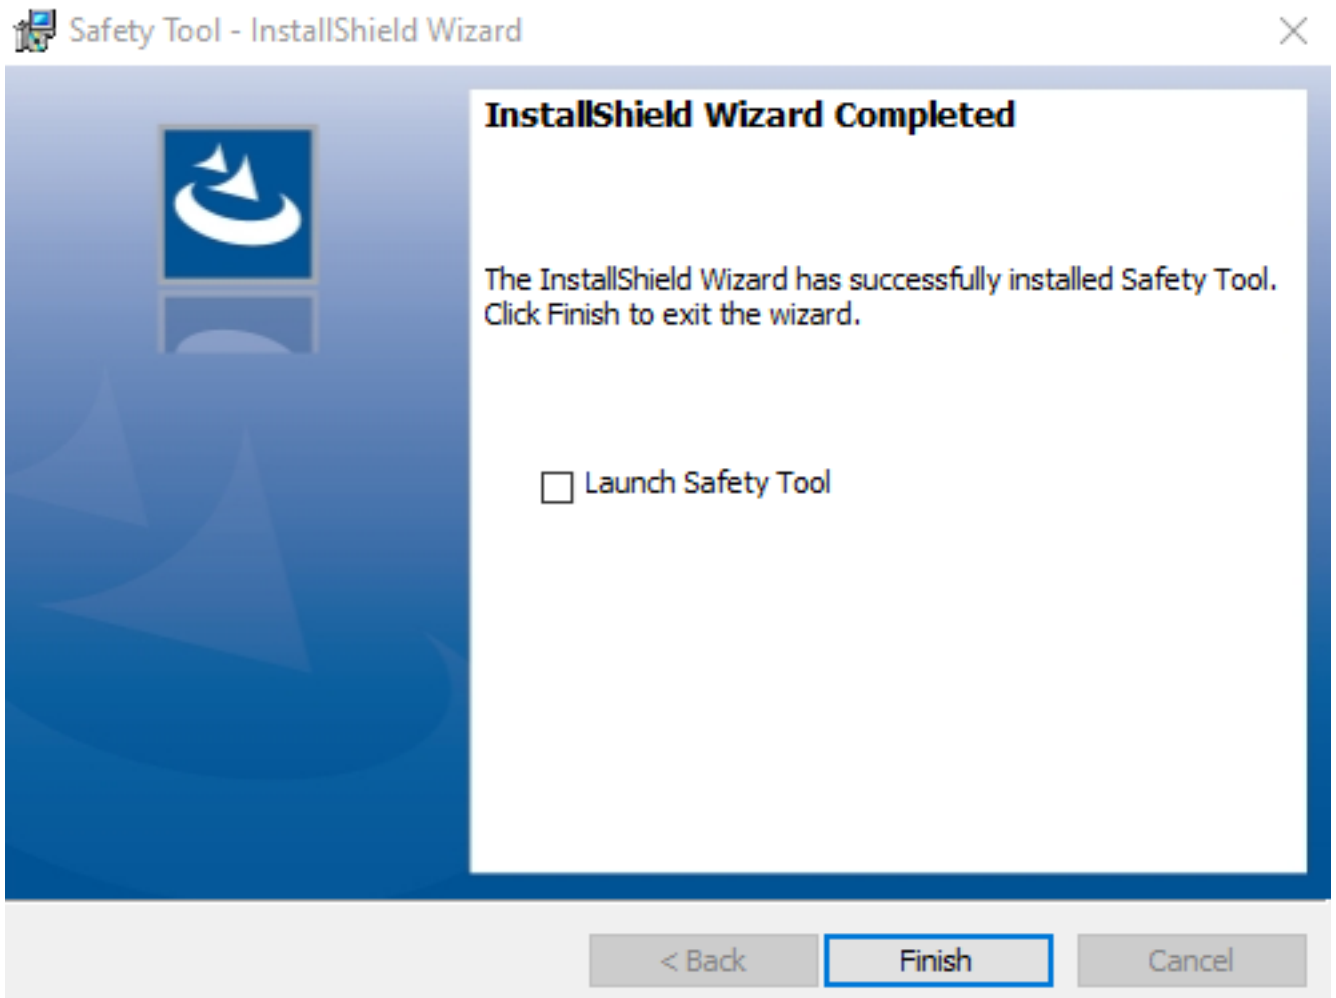 Safety Tool - InstallShield Wizard
InstallShield Wizard Completed
The InstallShield Wizard has successfully installed Safety Tool.
Click Finish to exit the wizard.
Launch Safety Tool
< Back
Finish
Cancel